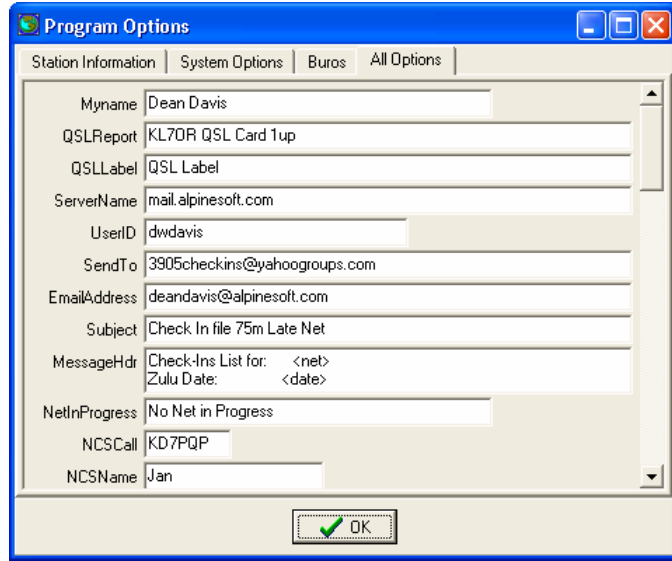 Program Options
Station Information System Options Buros All Options
Myname Dean Davis
QSLReport KL7OR QSL Card 1up
QSLLabel QSL Label
ServerName mail.alpinesoft.com
UserID dwdavis
SendTo 3905checkins@yahoogroups.com
EmailAddress deandavis@alpinesoft.com
Subject Check In file 75m Late Net
MessageHdr Check-Ins List for: <net>
Zulu Date: <date>
NetInProgress No Net in Progress
NCSCall KD7PQP
NCSName Jan
OK